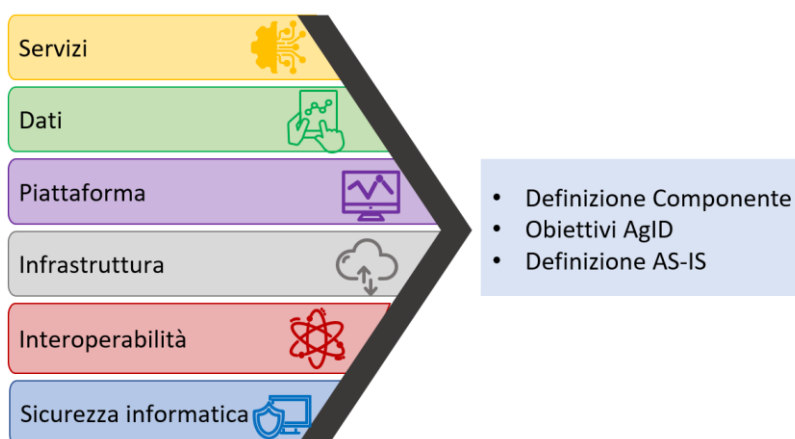 Servizi
Dati
Piattaforma
Infrastruttura
Interoperabilità
Sicurezza informatica
• Definizione Componente
• Obiettivi AgID
• Definizione AS-IS